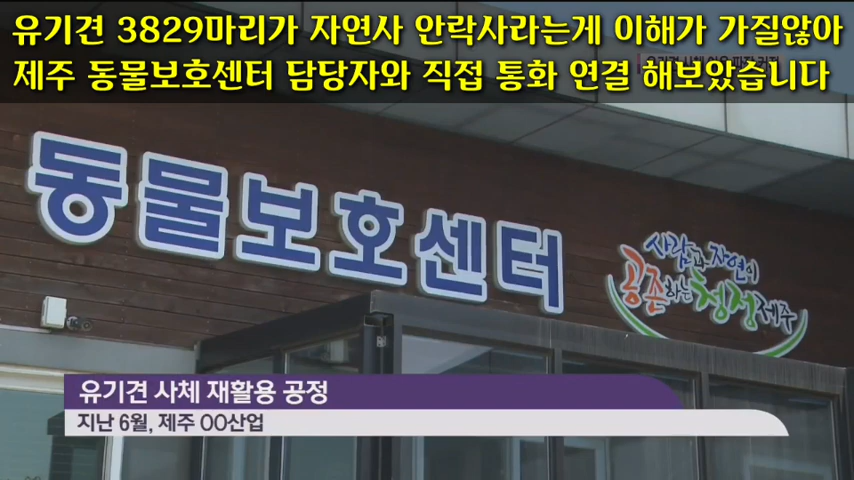 유기견 3829마리가 자연사 안락사라는게 이해가 가질않아
제주 동물보호센터 담당자와 직접 통화 연결 해보았습니다
동물보호센터
사람과 자연이
공존하는 청정제주
유기견 사체 재활용 공정
지난 6월, 제주 OO산업